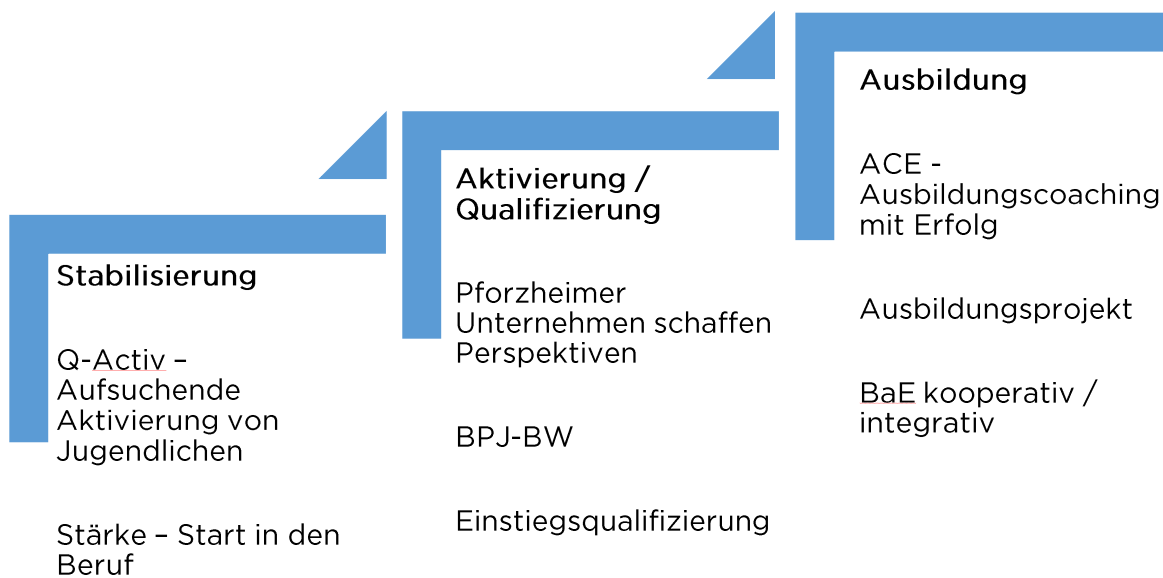 Stabilisierung
Q-Activ –
Aufsuchende
Aktivierung von
Jugendlichen
Stärke – Start in den
Beruf
Aktivierung /
Qualifizierung
Pforzheimer
Unternehmen schaffen
Perspektiven
BPJ-BW
Einstiegsqualifizierung
Ausbildung
ACE -
Ausbildungscoaching
mit Erfolg
Ausbildungsprojekt
BaE kooperativ /
integrativ